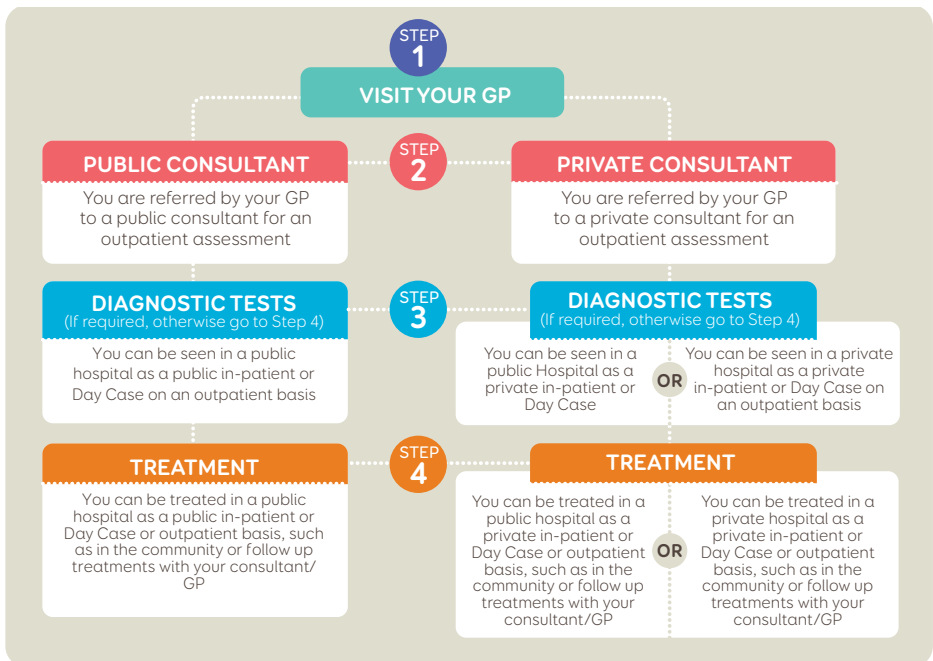 STEP
1
VISIT YOUR GP
STEP
2
PUBLIC CONSULTANT
You are referred by your GP
to a public consultant for an
outpatient assessment
PRIVATE CONSULTANT
You are referred by your GP
to a private consultant for an
outpatient assessment
STEP
3
DIAGNOSTIC TESTS
(If required, otherwise go to Step 4)
You can be seen in a public
hospital as a public in-patient or
Day Case on an outpatient basis
DIAGNOSTIC TESTS
(If required, otherwise go to Step 4)
You can be seen in a
public Hospital as a
private in-patient or
Day Case
OR
You can be seen in a private
hospital as a private
in-patient or Day Case on
an outpatient basis
STEP
4
TREATMENT
You can be treated in a public
hospital as a public in-patient or
Day Case or outpatient basis, such
as in the community or follow up
treatments with your consultant/
GP
TREATMENT
You can be treated in a
public hospital as a
private in-patient or
Day Case or outpatient
basis, such as in the
community or follow up
treatments with your
consultant/GP
OR
You can be treated in a
private hospital as a
private in-patient or
Day Case or outpatient
basis, such as in the
community or follow up
treatments with your
consultant/GP